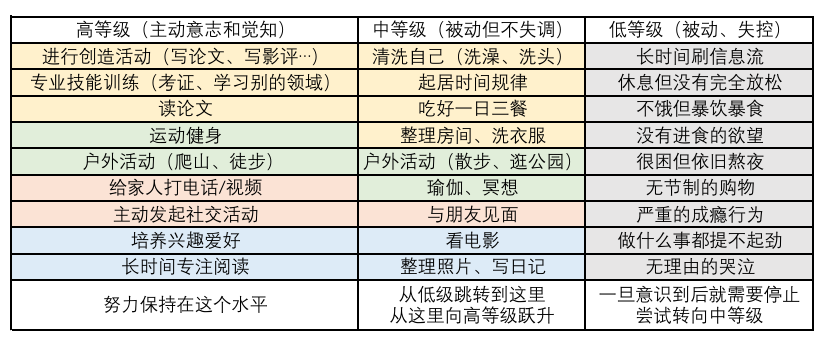 高等级（主动意志和觉知） 中等级（被动但不失调） 低等级（被动、失控）
进行创造活动（写论文、写影评…） 清洗自己（洗澡、洗头） 长时间刷信息流
专业技能训练（考证、学习别的领域） 起居时间规律 休息但没有完全放松
读论文 吃好一日三餐 不饿但暴饮暴食
运动健身 整理房间、洗衣服 没有进食的欲望
户外活动（爬山、徒步） 户外活动（散步、逛公园） 很困但依旧熬夜
给家人打电话/视频 瑜伽、冥想 无节制的购物
主动发起社交活动 与朋友见面 严重的成瘾行为
培养兴趣爱好 看电影 做什么事都提不起劲
长时间专注阅读 整理照片、写日记 无理由的哭泣
努力保持在这个水平 从低级跳转到这里 一旦意识到后就需要停止
从这里向高等级跃升 尝试转向中等级